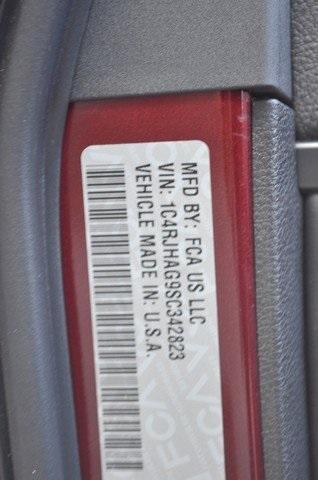 MFD BY: FCA US LLC
VIN: 1C4RJHAG9SC342823
VEHICLE MADE IN: U.S.A.